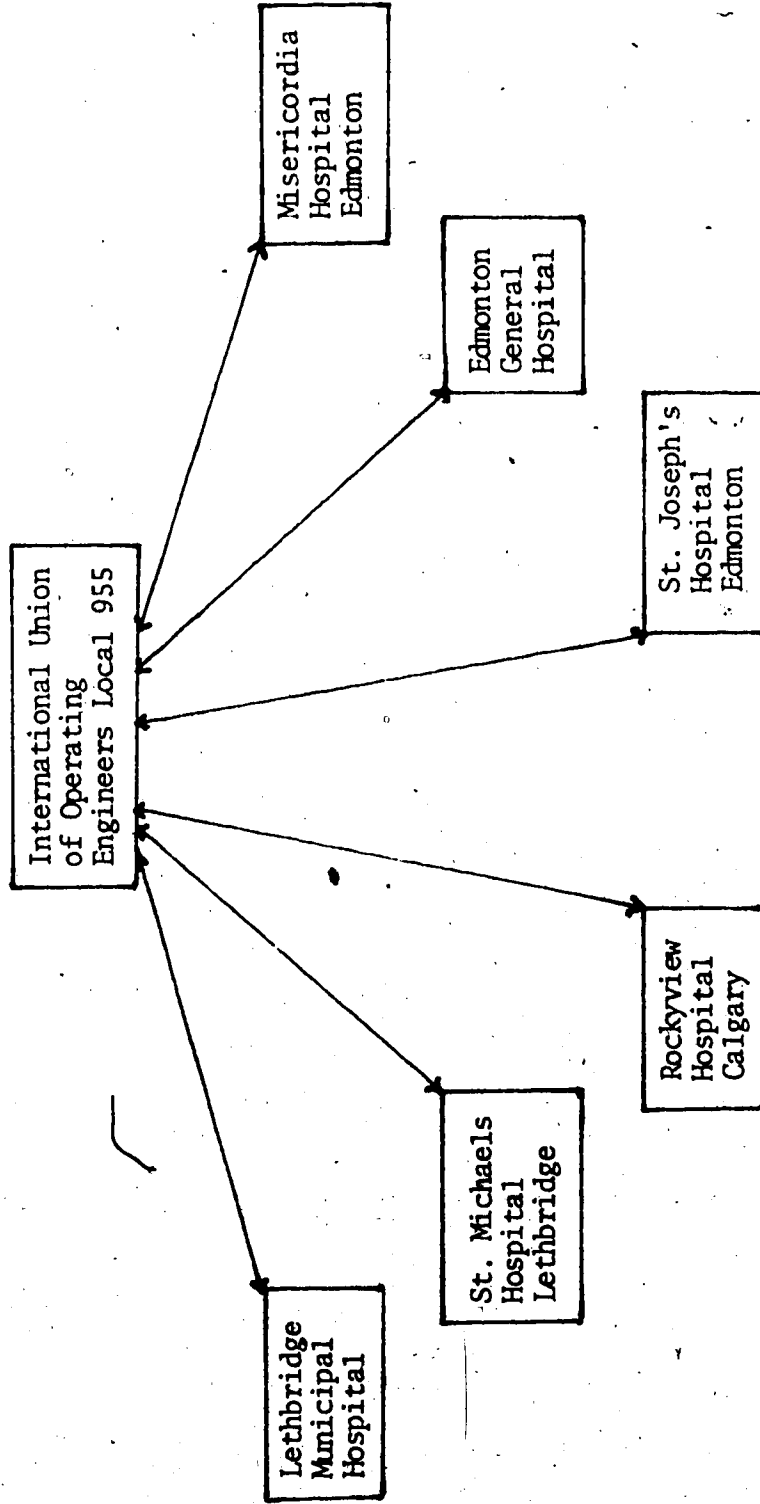 International Union
of Operating
Engineers Local 955
Lethbridge
Municipal
Hospital
St. Michaels
Hospital
Lethbridge
Rockyview
Hospital
Calgary
St. Joseph's
Hospital
Edmonton
Edmonton
General
Hospital
Misericordia
Hospital
Edmonton